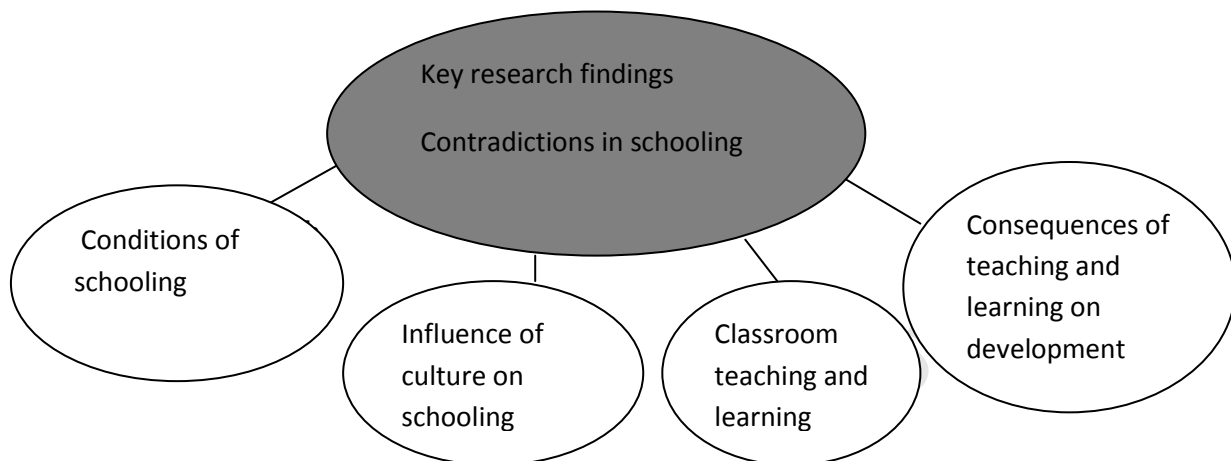 Key research findings
Contradictions in schooling
Conditions of
schooling
Influence of
culture on
schooling
Classroom
teaching and
learning
Consequences of
teaching and
learning on
development